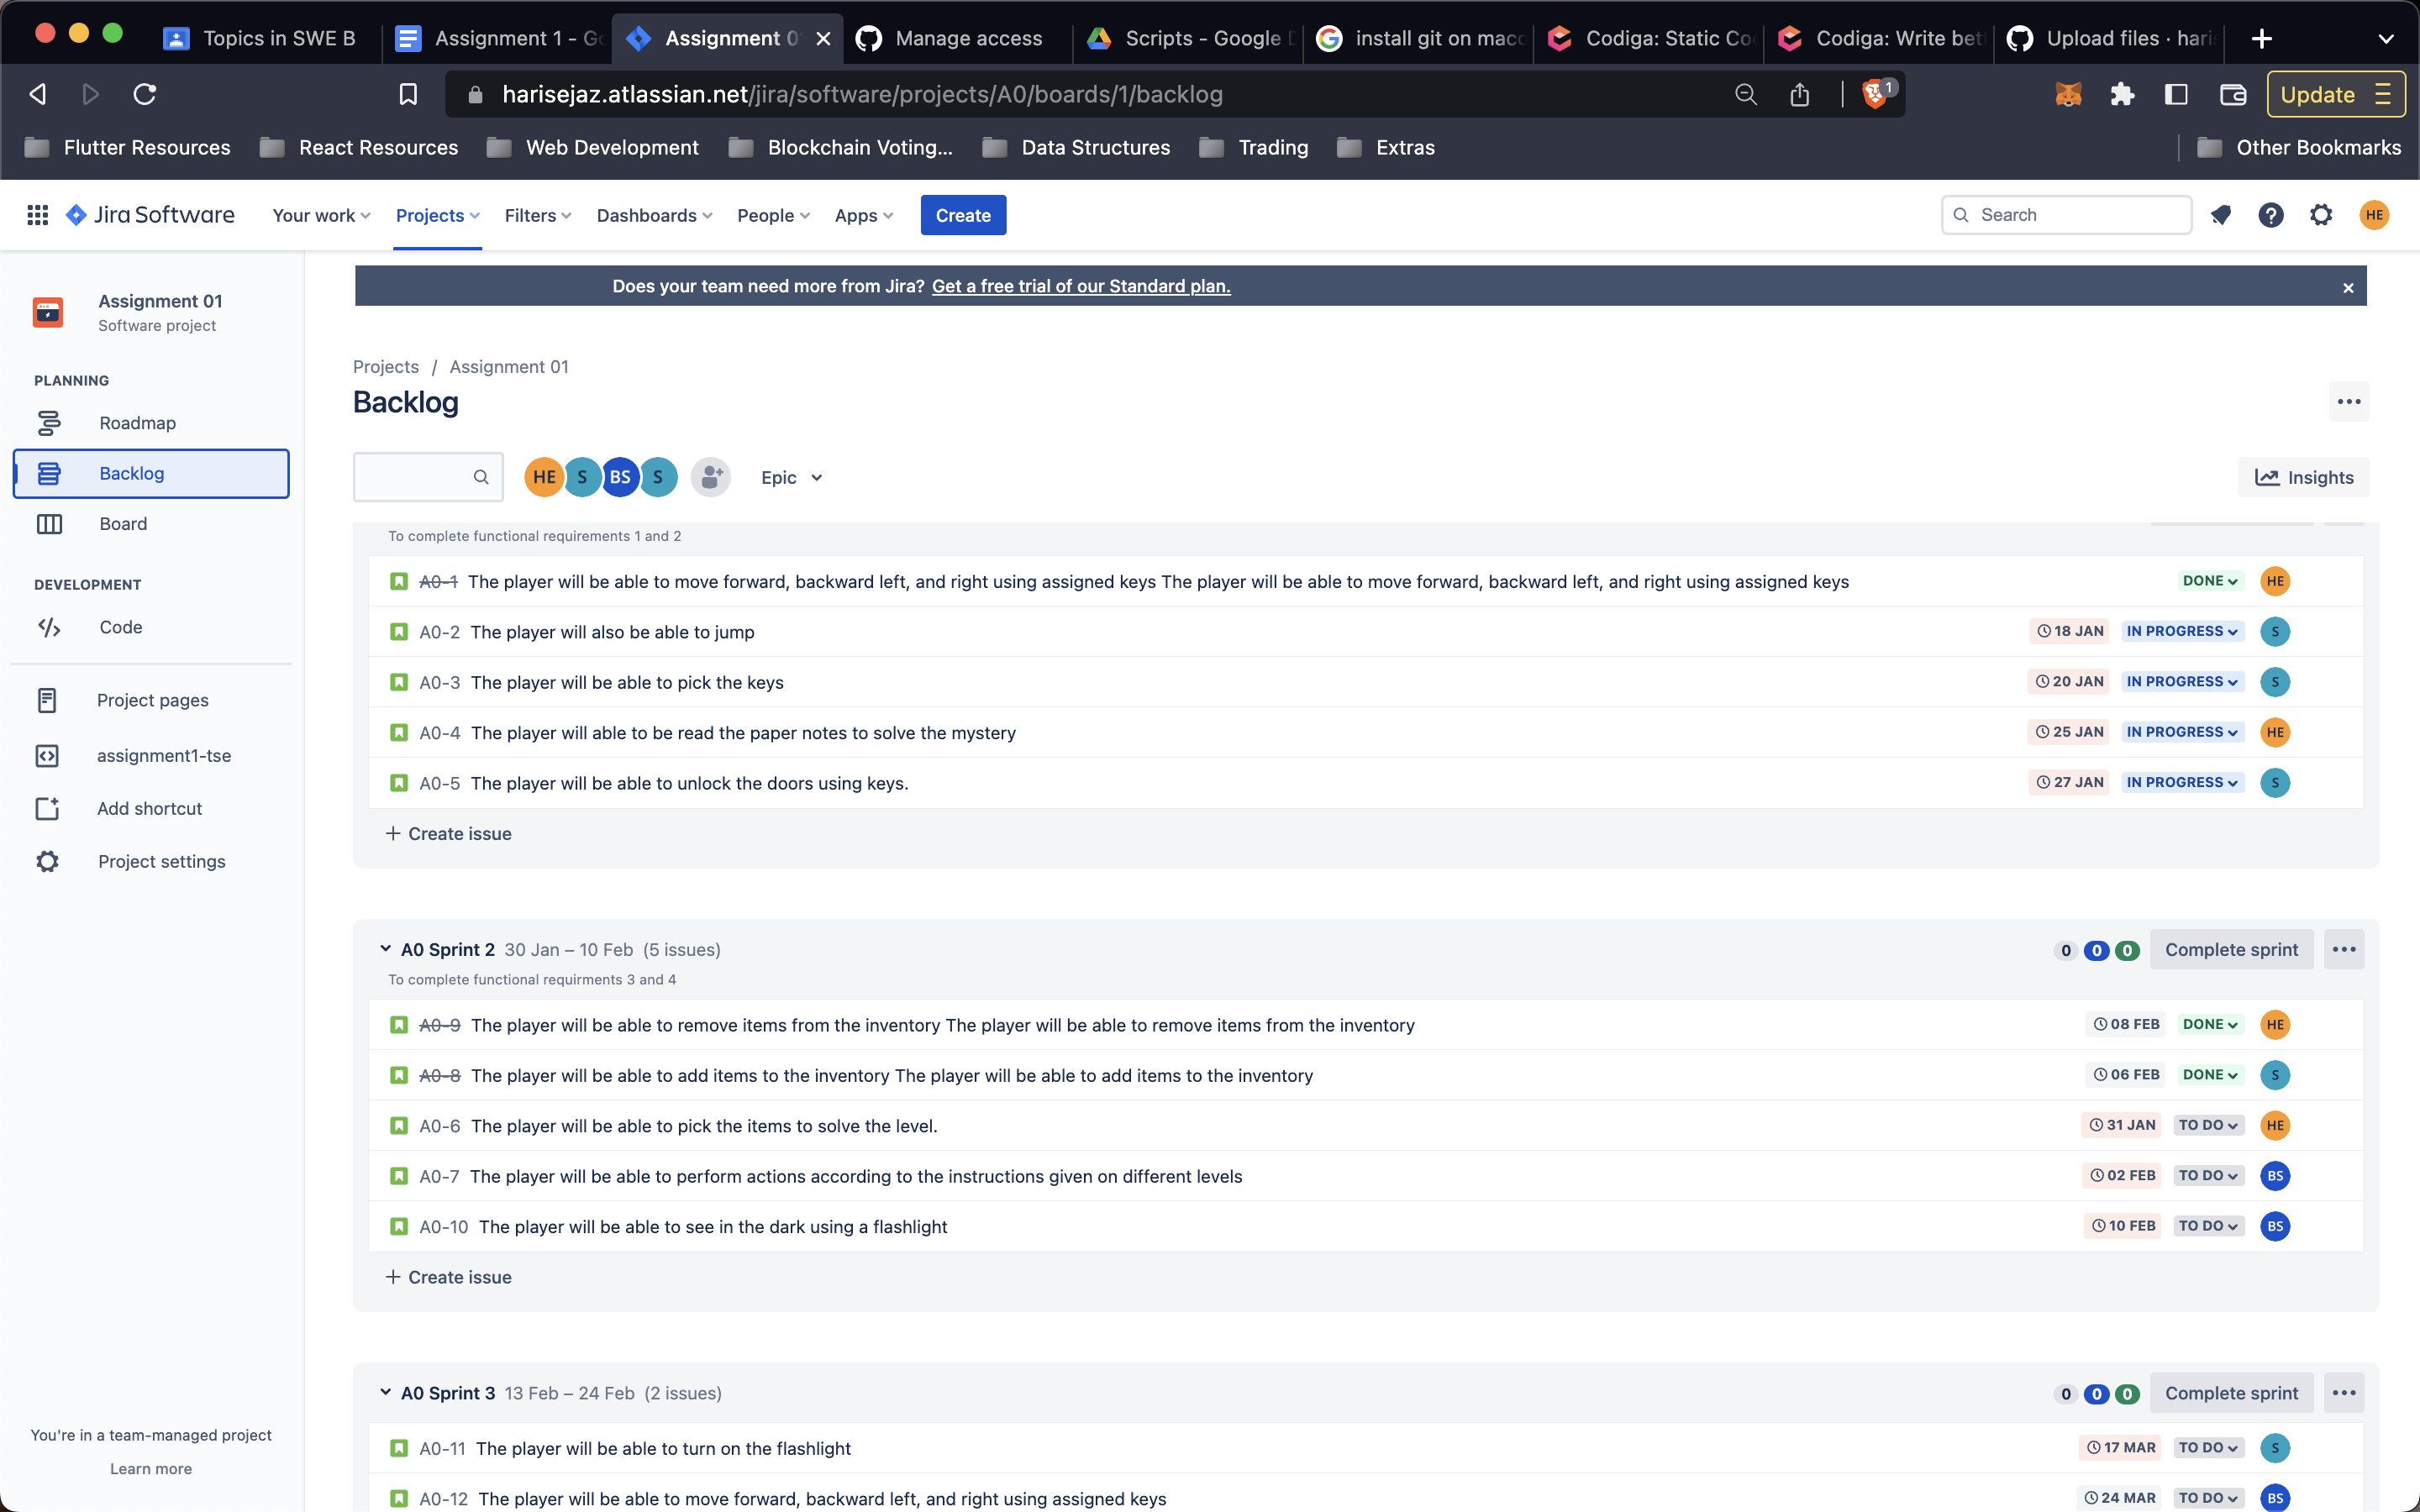 Topics in SWE B
Assignment 1 - Go
Assignment 0
Manage access
Scripts - Google D
install git on macc
Codiga: Static Co
Codiga: Write bet
Upload files · hari
harisejaz.atlassian.net/jira/software/projects/A0/boards/1/backlog
1
Update
Flutter Resources
React Resources
Web Development
Blockchain Voting...
Data Structures
Trading
Extras
Other Bookmarks
Jira Software
Your work
Projects
Filters
Dashboards
People
Apps
Create
Search
HE
Assignment 01
Software project
PLANNING
Roadmap
Backlog
Board
DEVELOPMENT
Code
Project pages
assignment1-tse
Add shortcut
Project settings
You're in a team-managed project
Learn more
Does your team need more from Jira? Get a free trial of our Standard plan.
Projects / Assignment 01
Backlog
HE S BS S Epic
Insights
To complete functional requirements 1 and 2
A0-1 The player will be able to move forward, backward left, and right using assigned keys The player will be able to move forward, backward left, and right using assigned keys DONE HE
A0-2 The player will also be able to jump 18 JAN IN PROGRESS S
A0-3 The player will be able to pick the keys 20 JAN IN PROGRESS S
A0-4 The player will able to be read the paper notes to solve the mystery 25 JAN IN PROGRESS HE
A0-5 The player will be able to unlock the doors using keys. 27 JAN IN PROGRESS S
+ Create issue
A0 Sprint 2 30 Jan – 10 Feb (5 issues) 0 0 0 Complete sprint
To complete functional requirments 3 and 4
A0-9 The player will be able to remove items from the inventory The player will be able to remove items from the inventory 08 FEB DONE HE
A0-8 The player will be able to add items to the inventory The player will be able to add items to the inventory 06 FEB DONE S
A0-6 The player will be able to pick the items to solve the level. 31 JAN TO DO HE
A0-7 The player will be able to perform actions according to the instructions given on different levels 02 FEB TO DO BS
A0-10 The player will be able to see in the dark using a flashlight 10 FEB TO DO BS
+ Create issue
A0 Sprint 3 13 Feb – 24 Feb (2 issues) 0 0 0 Complete sprint
A0-11 The player will be able to turn on the flashlight 17 MAR TO DO S
A0-12 The player will be able to move forward, backward left, and right using assigned keys 24 MAR TO DO BS